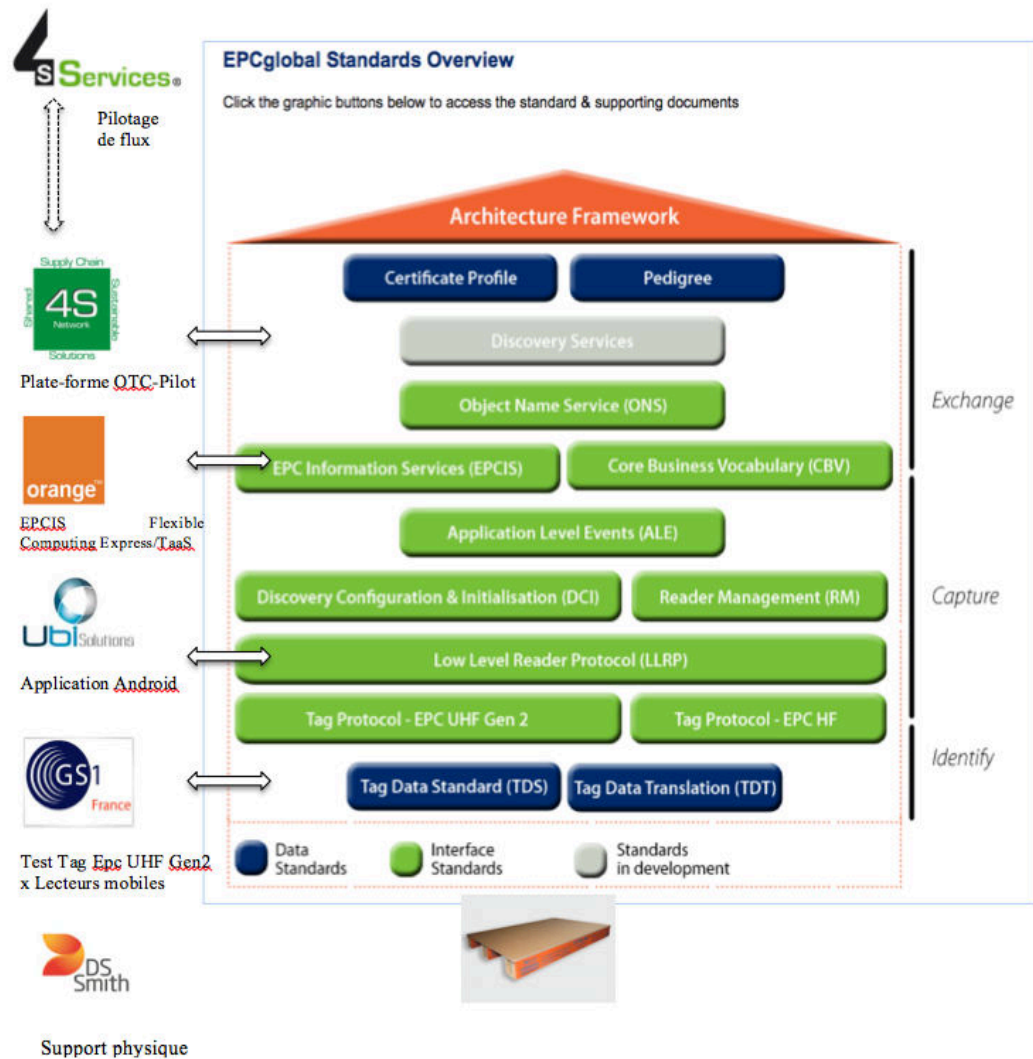 4
S Services®
Pilotage
de flux
Supply Chain
Shared
4S
Network
Sustainable
Solutions
Plate-forme OTC-Pilot
orange™
EPCIS Flexible
Computing Express/TaaS
Ubi Solutions
Application Android
GS1
France
Test Tag Epc UHF Gen2
x Lecteurs mobiles
DS
Smith
Support physique
EPCglobal Standards Overview
Click the graphic buttons below to access the standard & supporting documents
Architecture Framework
Certificate Profile
Pedigree
Discovery Services
Object Name Service (ONS)
EPC Information Services (EPCIS)
Core Business Vocabulary (CBV)
Application Level Events (ALE)
Discovery Configuration & Initialisation (DCI)
Reader Management (RM)
Low Level Reader Protocol (LLRP)
Tag Protocol - EPC UHF Gen 2
Tag Protocol - EPC HF
Tag Data Standard (TDS)
Tag Data Translation (TDT)
Exchange
Capture
Identify
Data
Standards
Interface
Standards
Standards
in development